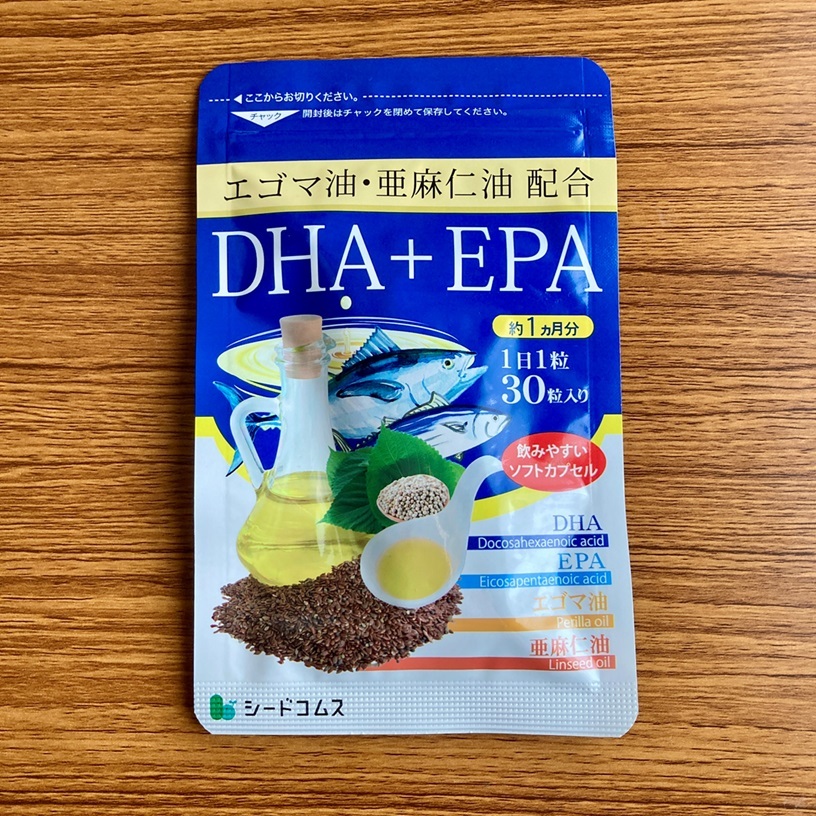 ここからお切りください。
チャック
開封後はチャックを閉めて保存してください。
エゴマ油・亜麻仁油 配合
DHA+EPA
約1ヵ月分
1日1粒
30粒入り
飲みやすい
ソフトカプセル
DHA
Docosahexaenoic acid
EPA
Eicosapentaenoic acid
エゴマ油
Perilla oil
亜麻仁油
Linseed oil
シードコムス